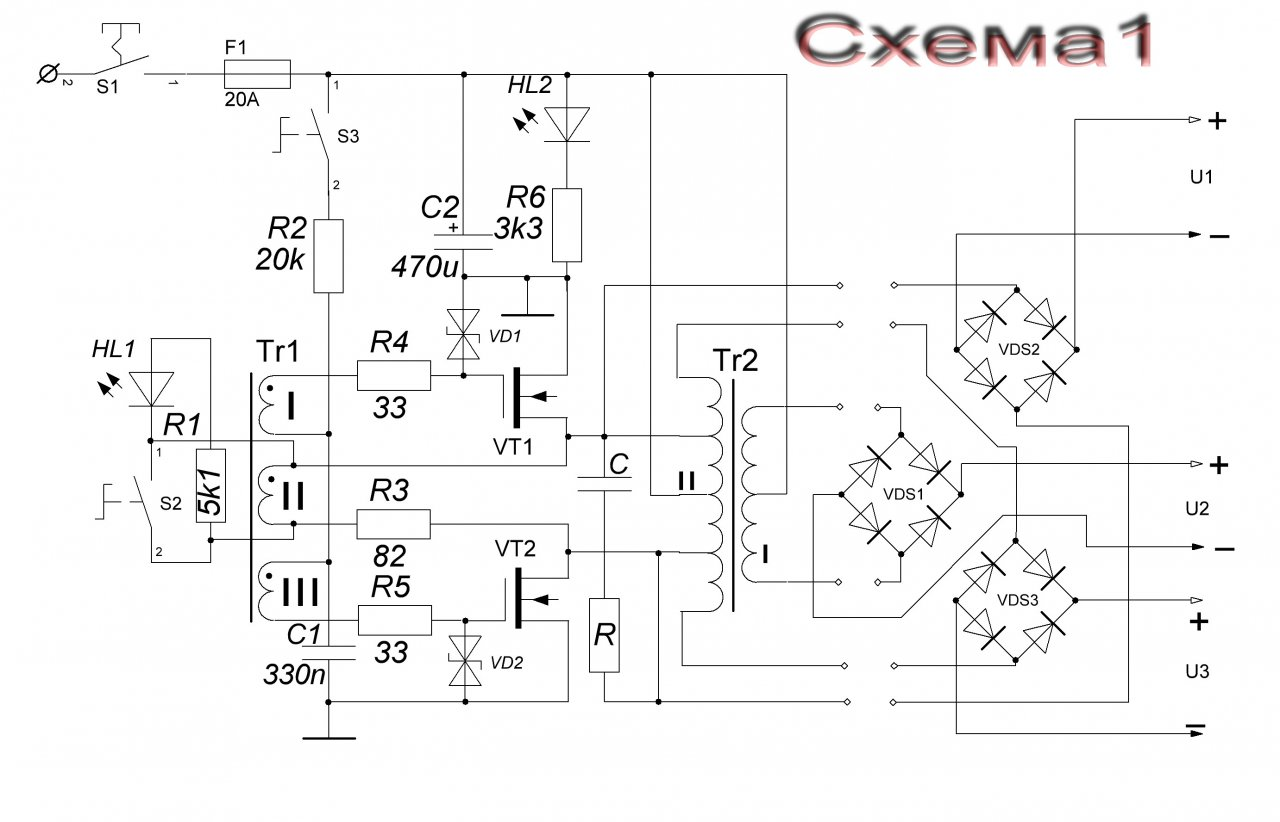 Схема1
F1
20A
S1
2
1
1
S3
2
HL2
R6
3k3
C2
+
470u
R2
20k
VD1
HL1
Tr1
R4
33
VT1
R1
1
5k1
S2
2
I
II
III
R3
82
VT2
R5
33
C1
330n
VD2
C
R
Tr2
II
I
VDS2
VDS1
VDS3
+
U1
−
+
U2
−
+
U3
−